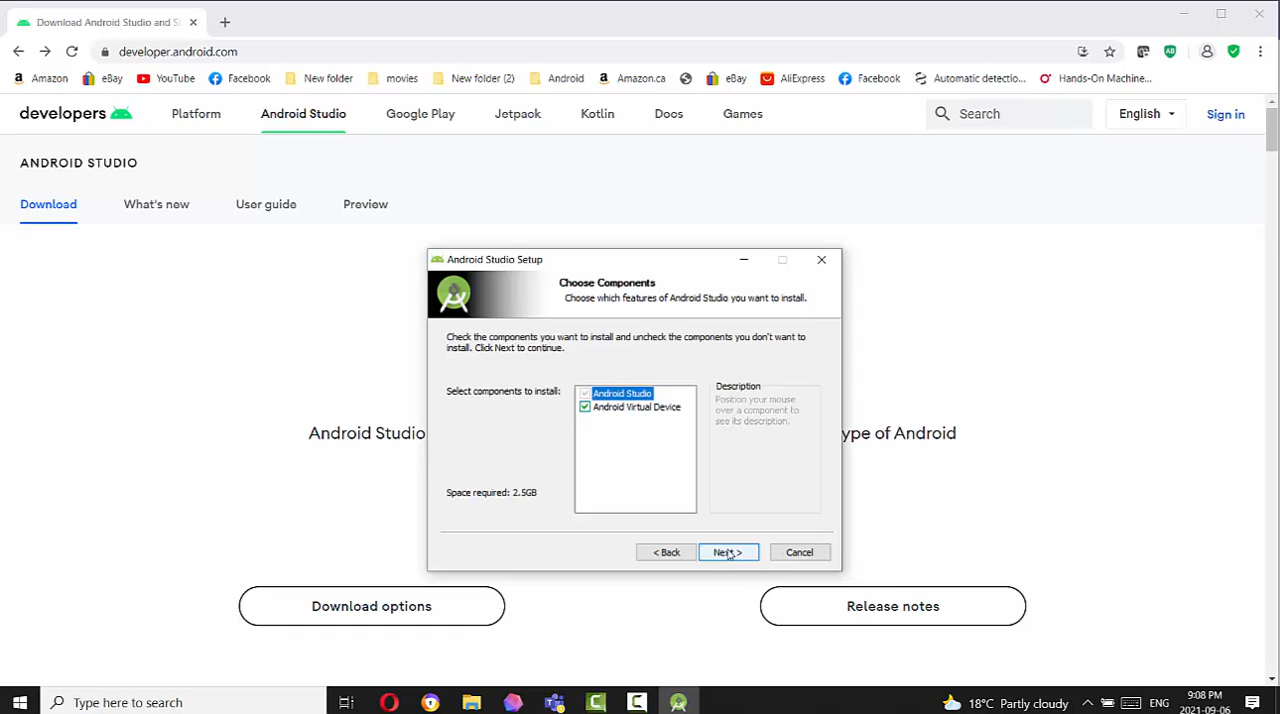 Download Android Studio and S
developer.android.com
Amazon eBay YouTube Facebook New folder movies New folder (2) Android Amazon.ca eBay AliExpress Facebook Automatic detectio... Hands-On Machine...
developers Platform Android Studio Google Play Jetpack Kotlin Docs Games Search English Sign in
ANDROID STUDIO
Download What's new User guide Preview
Android Studio Setup
Choose Components
Choose which features of Android Studio you want to install.
Check the components you want to install and uncheck the components you don't want to
install. Click Next to continue.
Select components to install:
Android Studio
Android Virtual Device
Description
Position your mouse
over a component to
see its description.
Android Studio
ype of Android
Space required: 2.5GB
< Back Next > Cancel
Download options Release notes
Type here to search
18°C Partly cloudy ENG
9:08 PM
2021-09-06